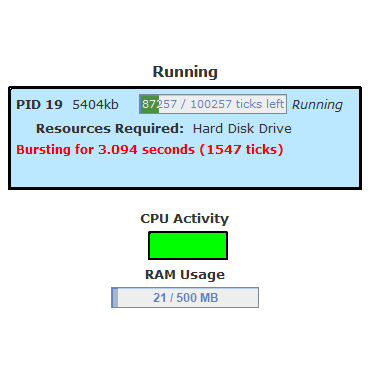 Running
PID 19 5404kb 87257 / 100257 ticks left Running
Resources Required: Hard Disk Drive
Bursting for 3.094 seconds (1547 ticks)
CPU Activity
RAM Usage
21 / 500 MB